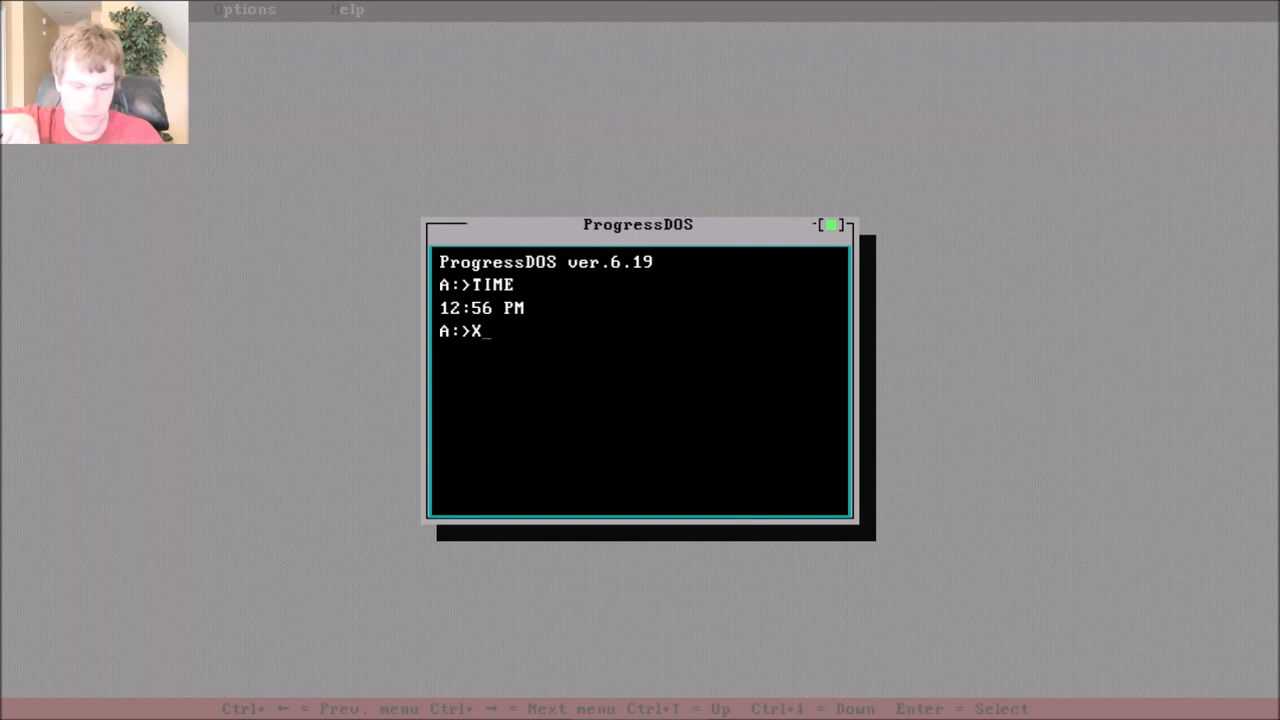 Options Help
ProgressDOS
ProgressDOS ver.6.19
A:>TIME
12:56 PM
A:>X_
Ctrl+ ← = Prev. menu Ctrl+ → = Next menu Ctrl+↑ = Up Ctrl+↓ = Down Enter = Select